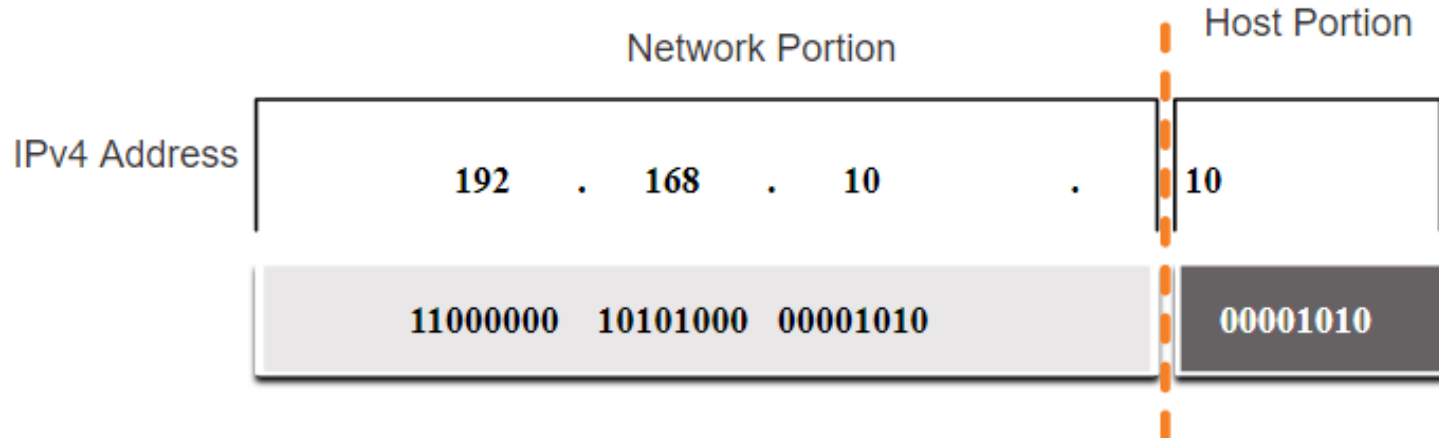 Host Portion
Network Portion
IPv4 Address
192 . 168 . 10 . 10
11000000 10101000 00001010 00001010